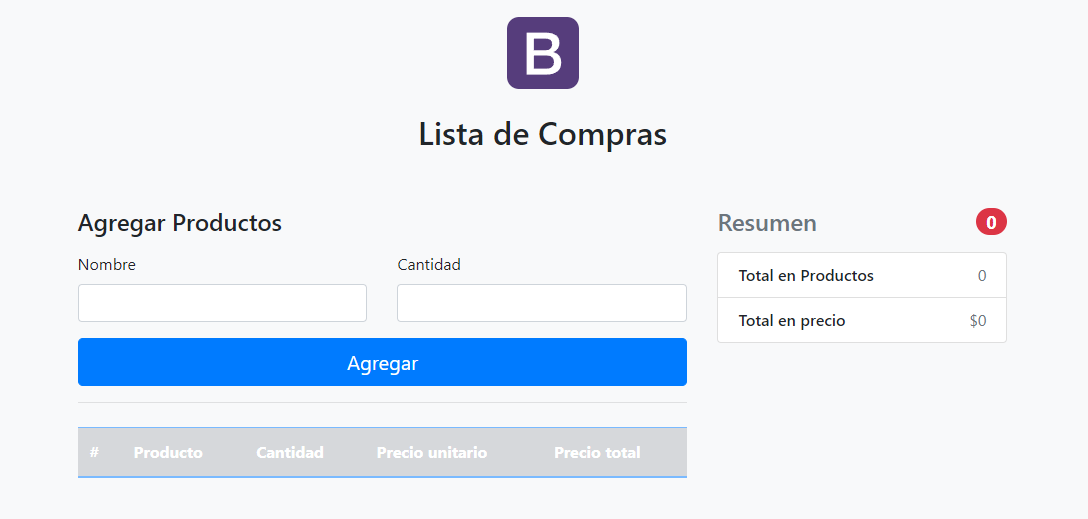 B
Lista de Compras
Agregar Productos
Nombre Cantidad
Agregar
# Producto Cantidad Precio unitario Precio total
Resumen 0
Total en Productos 0
Total en precio $0